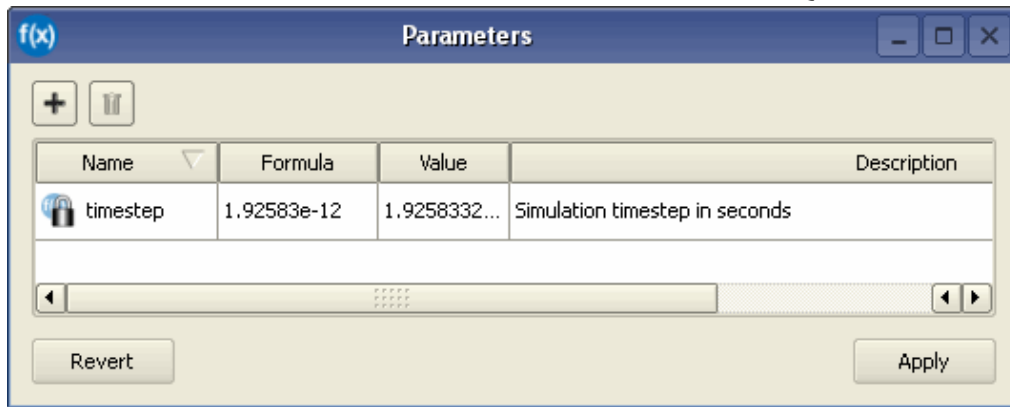 f(x) Parameters
Name Formula Value Description
timestep 1.92583e-12 1.9258332... Simulation timestep in seconds
Revert Apply